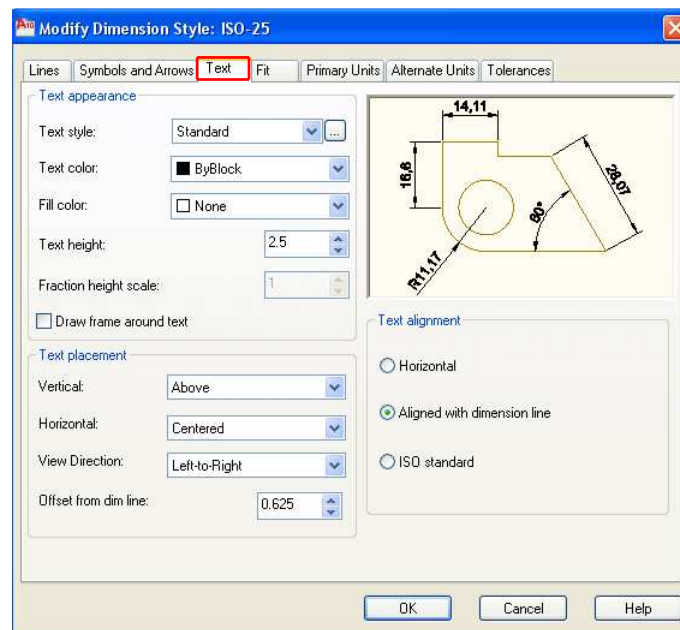 Modify Dimension Style: ISO-25
Lines Symbols and Arrows Text Fit Primary Units Alternate Units Tolerances
Text appearance
Text style: Standard ...
Text color: ByBlock
Fill color: None
Text height: 2.5
Fraction height scale: 1
Draw frame around text
Text placement
Vertical: Above
Horizontal: Centered
View Direction: Left-to-Right
Offset from dim line: 0.625
14,11
16,6
28,07
60°
R11,17
Text alignment
Horizontal
Aligned with dimension line
ISO standard
OK Cancel Help